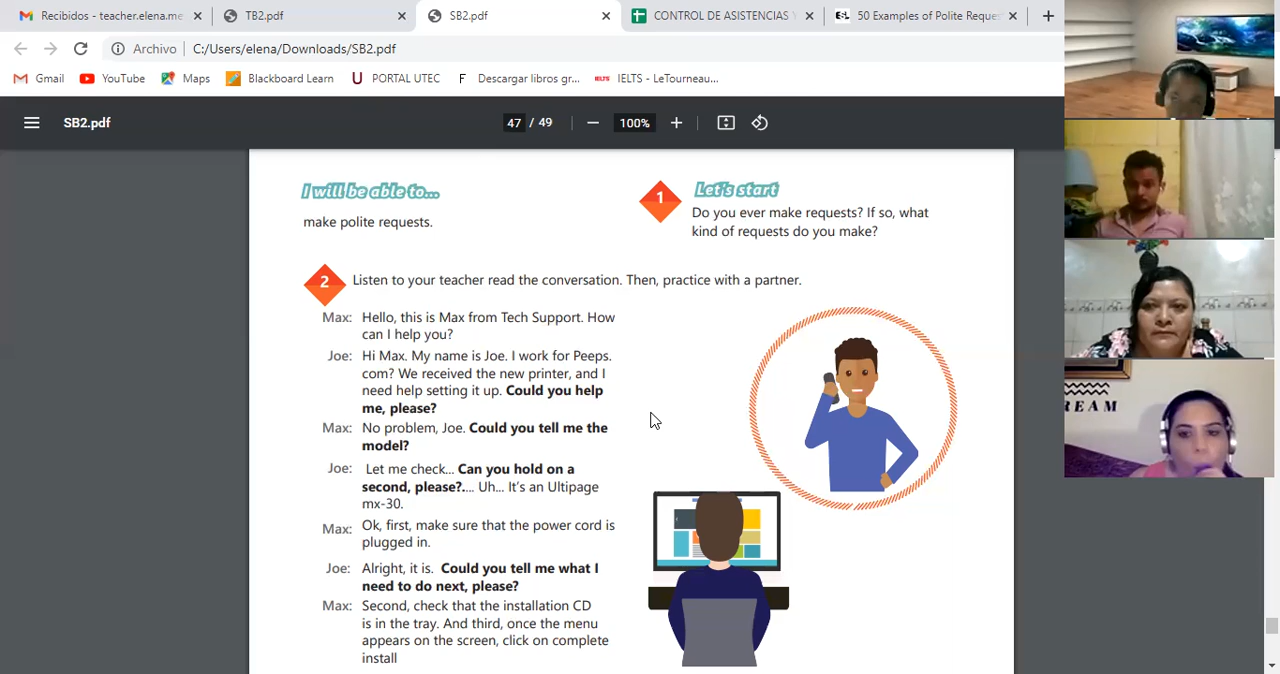 Recibidos - teacher.elena.me
TB2.pdf
SB2.pdf
CONTROL DE ASISTENCIAS
50 Examples of Polite Reques
Archivo
C:/Users/elena/Downloads/SB2.pdf
Gmail
YouTube
Maps
Blackboard Learn
PORTAL UTEC
Descargar libros gr...
IELTS - LeTourneau...
SB2.pdf
47 / 49
100%
I will be able to...
make polite requests.
1
Let's start
Do you ever make requests? If so, what
kind of requests do you make?
2
Listen to your teacher read the conversation. Then, practice with a partner.
Max: Hello, this is Max from Tech Support. How
can I help you?
Joe: Hi Max. My name is Joe. I work for Peeps.
com? We received the new printer, and I
need help setting it up. Could you help
me, please?
Max: No problem, Joe. Could you tell me the
model?
Joe: Let me check... Can you hold on a
second, please?.... Uh... It's an Ultipage
mx-30.
Max: Ok, first, make sure that the power cord is
plugged in.
Joe: Alright, it is. Could you tell me what I
need to do next, please?
Max: Second, check that the installation CD
is in the tray. And third, once the menu
appears on the screen, click on complete
install
REAM